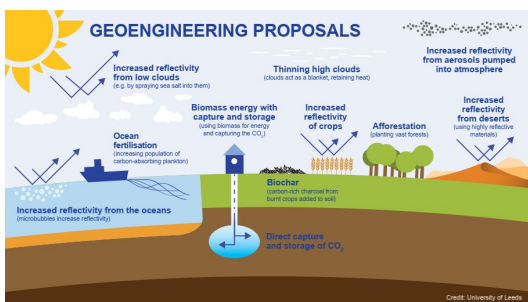 GEOENGINEERING PROPOSALS
Increased reflectivity
from low clouds
(e.g. by spraying sea salt into them)
Thinning high clouds
(clouds act as a blanket, retaining heat)
Increased reflectivity
from aerosols pumped
into atmosphere
Ocean
fertilisation
(increasing population of
carbon-absorbing plankton)
Biomass energy with
capture and storage
(using biomass for energy
and capturing the CO₂)
Increased
reflectivity
of crops
Afforestation
(planting vast forests)
Increased
reflectivity
from deserts
(using highly reflective
materials)
Increased reflectivity from the oceans
(microbubbles increase reflectivity)
Biochar
(carbon-rich charcoal from
burnt crops added to soil)
Direct capture
and storage of CO₂
Credit: University of Leeds